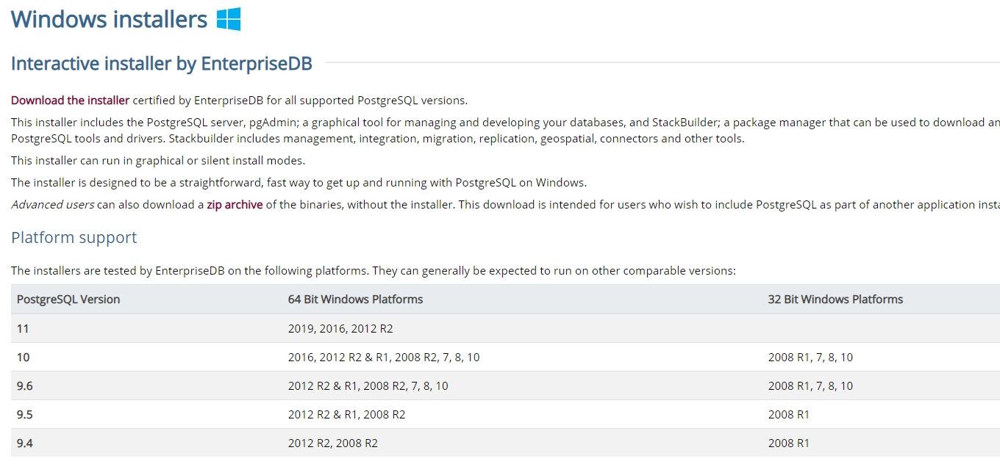 Windows installers
Interactive installer by EnterpriseDB
Download the installer certified by EnterpriseDB for all supported PostgreSQL versions.
This installer includes the PostgreSQL server, pgAdmin; a graphical tool for managing and developing your databases, and StackBuilder; a package manager that can be used to download an
PostgreSQL tools and drivers. Stackbuilder includes management, integration, migration, replication, geospatial, connectors and other tools.
This installer can run in graphical or silent install modes.
The installer is designed to be a straightforward, fast way to get up and running with PostgreSQL on Windows.
Advanced users can also download a zip archive of the binaries, without the installer. This download is intended for users who wish to include PostgreSQL as part of another application insta
Platform support
The installers are tested by EnterpriseDB on the following platforms. They can generally be expected to run on other comparable versions:
PostgreSQL Version 64 Bit Windows Platforms 32 Bit Windows Platforms
11 2019, 2016, 2012 R2
10 2016, 2012 R2 & R1, 2008 R2, 7, 8, 10 2008 R1, 7, 8, 10
9.6 2012 R2 & R1, 2008 R2, 7, 8, 10 2008 R1, 7, 8, 10
9.5 2012 R2 & R1, 2008 R2 2008 R1
9.4 2012 R2, 2008 R2 2008 R1